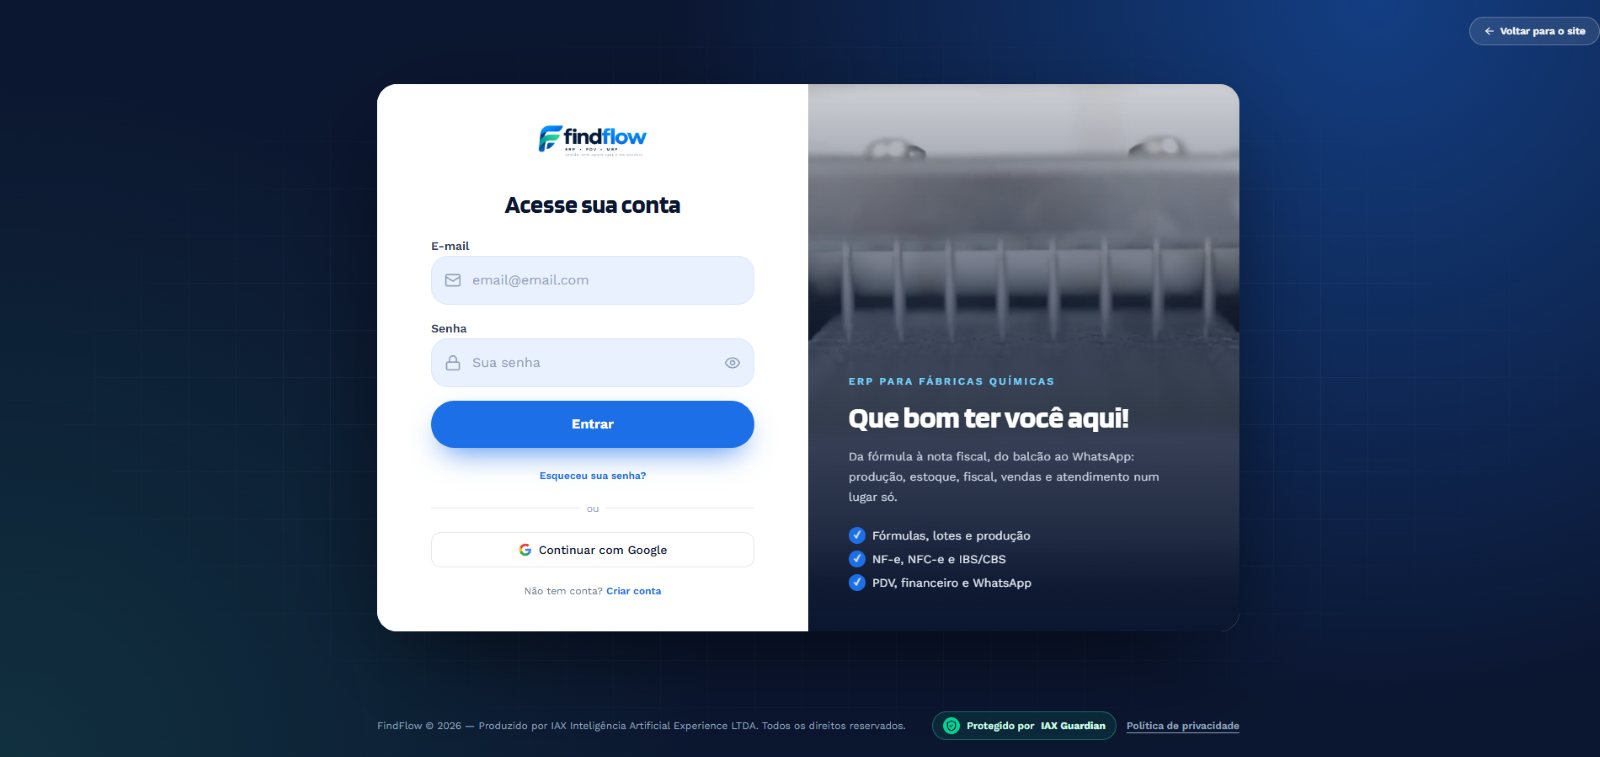 ← Voltar para o site
findflow
ERP • PDV • MRP
Acesse sua conta
E-mail
email@email.com
Senha
Sua senha
Entrar
Esqueceu sua senha?
ou
Continuar com Google
Não tem conta? Criar conta
ERP PARA FÁBRICAS QUÍMICAS
Que bom ter você aqui!
Da fórmula à nota fiscal, do balcão ao WhatsApp:
produção, estoque, fiscal, vendas e atendimento num
lugar só.
Fórmulas, lotes e produção
NF-e, NFC-e e IBS/CBS
PDV, financeiro e WhatsApp
FindFlow © 2026 — Produzido por IAX Inteligência Artificial Experience LTDA. Todos os direitos reservados.
Protegido por IAX Guardian
Política de privacidade